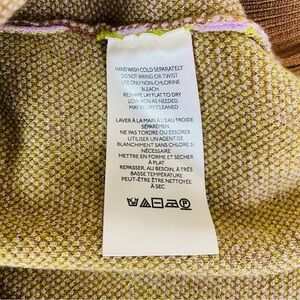 HAND WASH COLD SEPARATELY
DO NOT WRING OR TWIST
USE ONLY NON-CHLORINE
BLEACH
RESHAPE LAY FLAT TO DRY
LOW IRON AS NEEDED
MAY BE DRY CLEANED
LAVER À LA MAIN À L'EAU FROIDE
SÉPARÉMEN
NE PAS TORDRE OU ESSORER
UTILISER UN AGENT DE
BLANCHIMENT SANS CHLORE SI
NÉCESSAIRE
METTRE EN FORME ET SÉCHER
À PLAT
REPASSER, AU BESOIN, À TRÈS
BASSE TEMPÉRATURE
PEUT-ÊTRE NETTOYÉE
À SEC